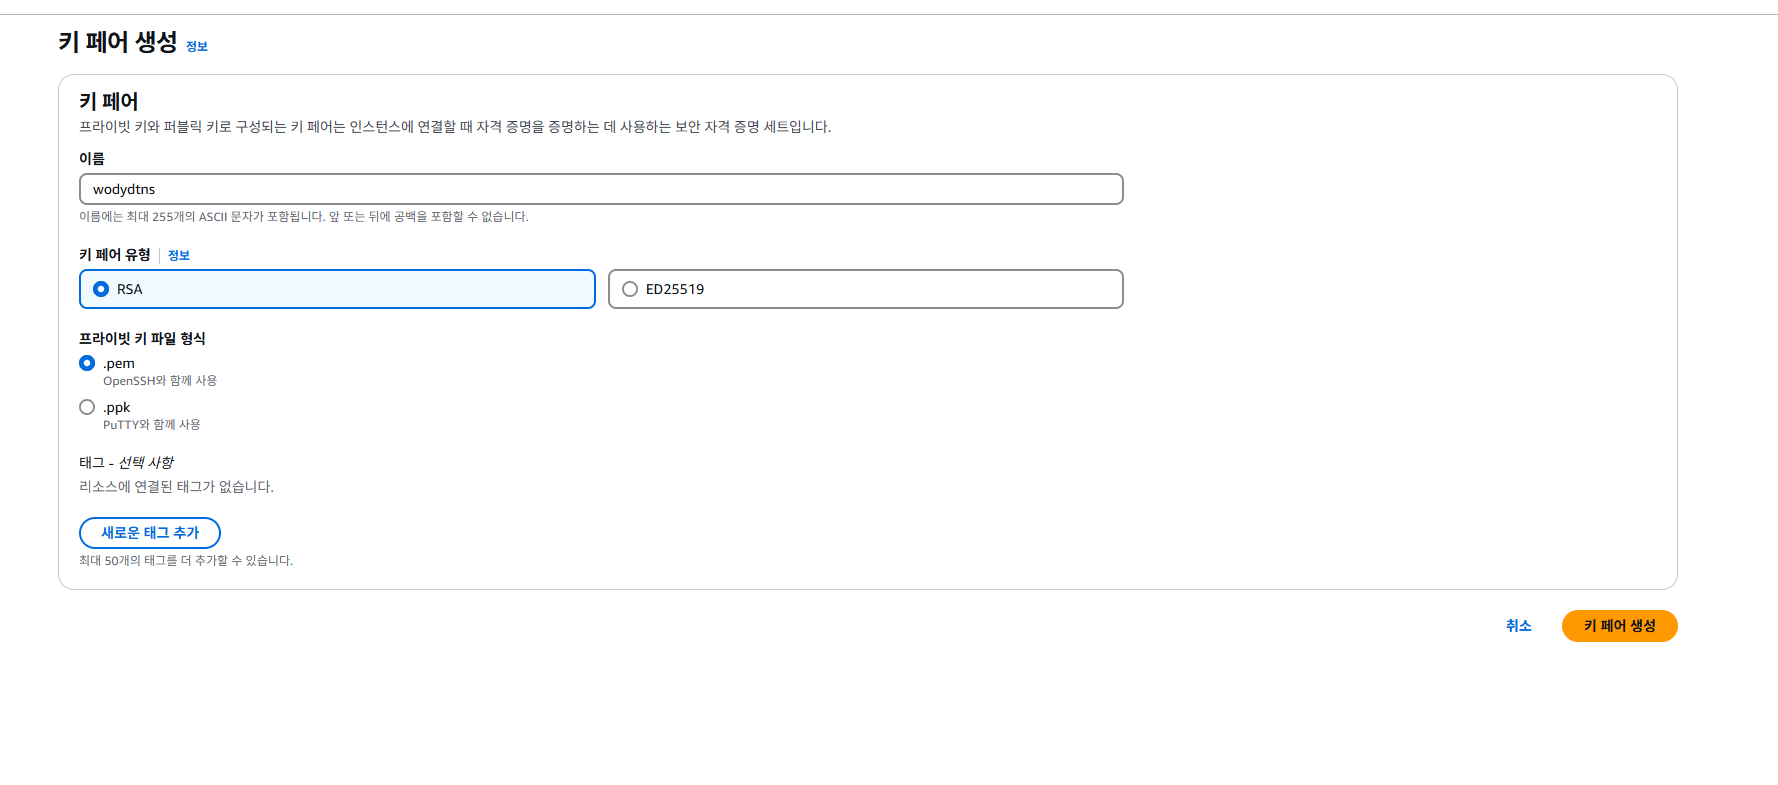 키 페어 생성 정보
키 페어
프라이빗 키와 퍼블릭 키로 구성되는 키 페어는 인스턴스에 연결할 때 자격 증명을 증명하는 데 사용하는 보안 자격 증명 세트입니다.
이름
wodydtns
이름에는 최대 255개의 ASCII 문자가 포함됩니다. 앞 또는 뒤에 공백을 포함할 수 없습니다.
키 페어 유형 정보
RSA ED25519
프라이빗 키 파일 형식
.pem
OpenSSH와 함께 사용
.ppk
PuTTY와 함께 사용
태그 - 선택 사항
리소스에 연결된 태그가 없습니다.
새로운 태그 추가
최대 50개의 태그를 더 추가할 수 있습니다.
취소 키 페어 생성